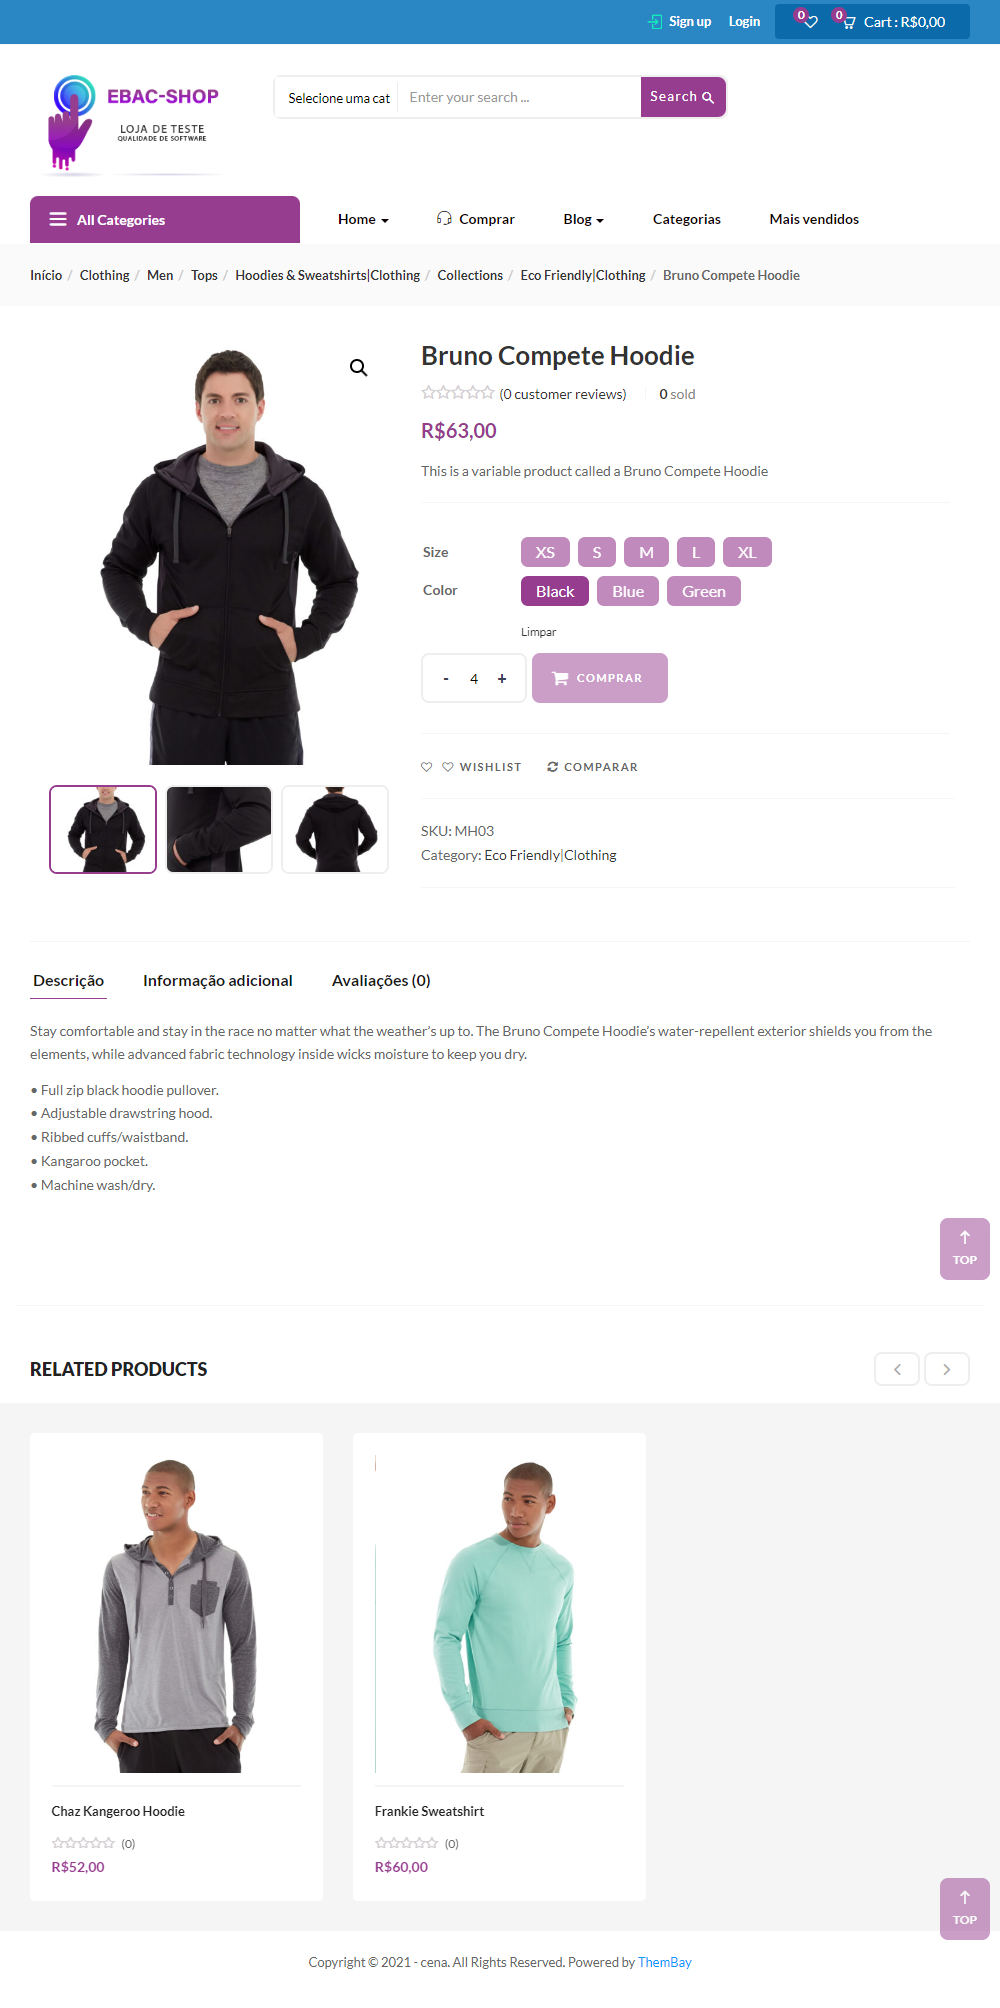 Sign up Login 0 0 Cart : R$0,00
EBAC-SHOP
LOJA DE TESTE
QUALIDADE DE SOFTWARE
Selecione uma cat Enter your search ... Search
All Categories Home Comprar Blog Categorias Mais vendidos
Início / Clothing / Men / Tops / Hoodies & Sweatshirts|Clothing / Collections / Eco Friendly|Clothing / Bruno Compete Hoodie
Bruno Compete Hoodie
(0 customer reviews) 0 sold
R$63,00
This is a variable product called a Bruno Compete Hoodie
Size XS S M L XL
Color Black Blue Green
Limpar
- 4 + COMPRAR
WISHLIST COMPARAR
SKU: MH03
Category: Eco Friendly|Clothing
Descrição Informação adicional Avaliações (0)
Stay comfortable and stay in the race no matter what the weather's up to. The Bruno Compete Hoodie's water-repellent exterior shields you from the
elements, while advanced fabric technology inside wicks moisture to keep you dry.
• Full zip black hoodie pullover.
• Adjustable drawstring hood.
• Ribbed cuffs/waistband.
• Kangaroo pocket.
• Machine wash/dry.
TOP
RELATED PRODUCTS
Chaz Kangeroo Hoodie
(0)
R$52,00
Frankie Sweatshirt
(0)
R$60,00
TOP
Copyright © 2021 - cena. All Rights Reserved. Powered by ThemBay